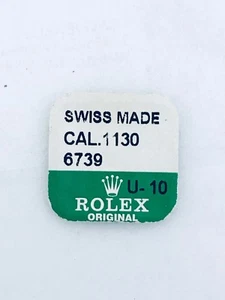 SWISS MADE
CAL.1130
6739
U-10
ROLEX
ORIGINAL